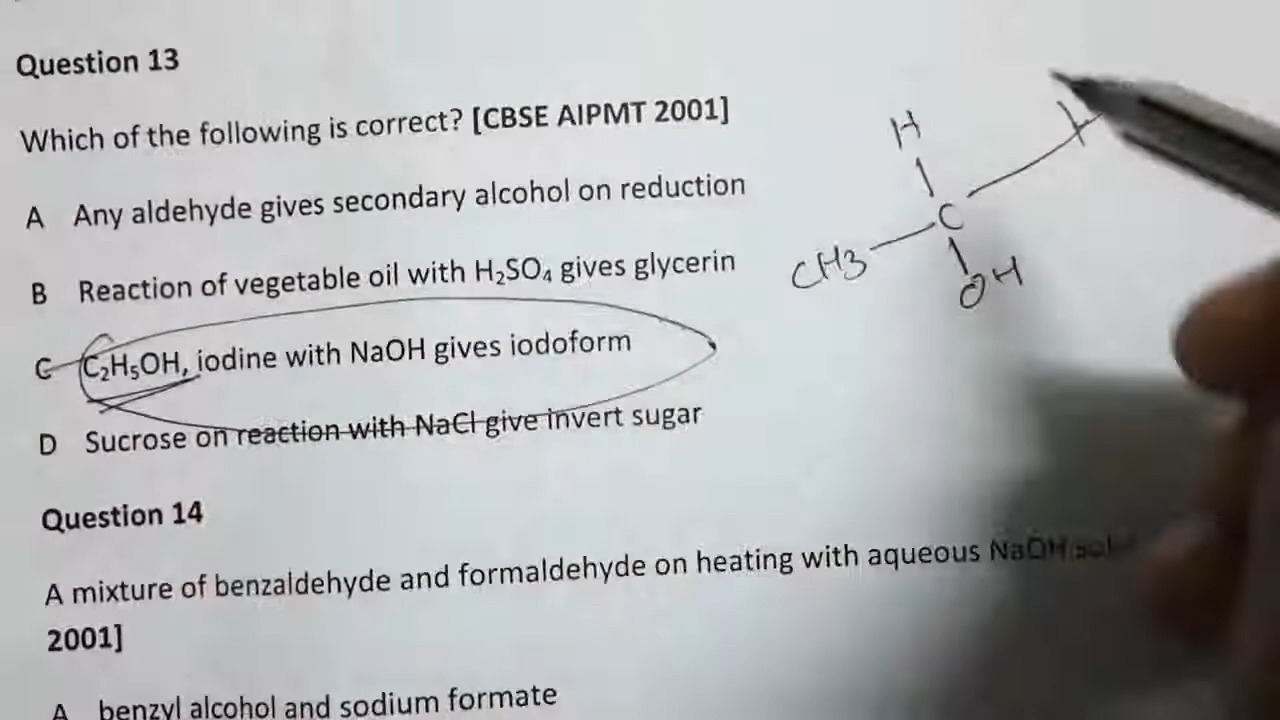 Question 13
Which of the following is correct? [CBSE AIPMT 2001]
A Any aldehyde gives secondary alcohol on reduction
B Reaction of vegetable oil with H₂SO₄ gives glycerin
C C₂H₅OH, iodine with NaOH gives iodoform
D Sucrose on reaction with NaCl give invert sugar
H
C
CH3
OH
Question 14
A mixture of benzaldehyde and formaldehyde on heating with aqueous NaOH
2001]
A benzyl alcohol and sodium formate